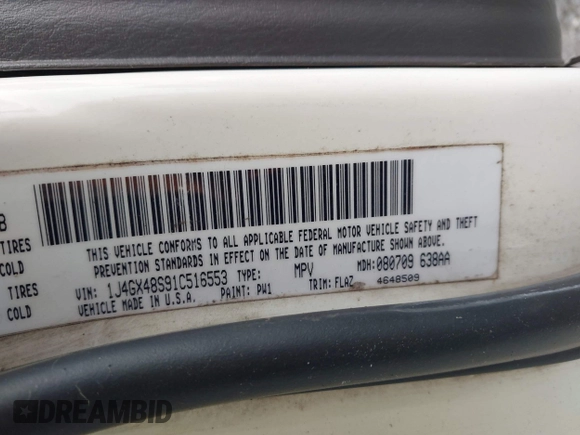 B
TIRES
COLD
TIRES
COLD
THIS VEHICLE CONFORMS TO ALL APPLICABLE FEDERAL MOTOR VEHICLE SAFETY AND THEFT
PREVENTION STANDARDS IN EFFECT ON THE DATE OF MANUFACTURE SHOWN ABOVE.
VIN: 1J4GX48S91C516553 TYPE: MPV MDH: 080709 638AA
VEHICLE MADE IN U.S.A. PAINT: PW1 TRIM: FLAZ 4648509
DREAMBID